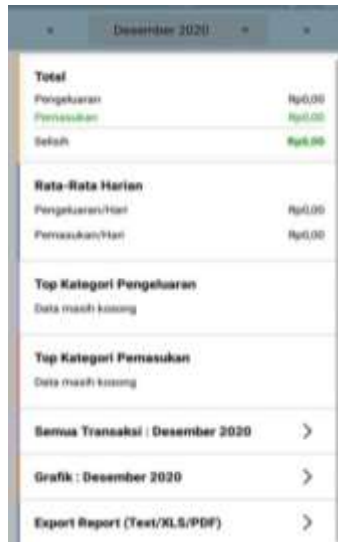 Desember 2020
Total
Pengeluaran Rp0,00
Pemasukan Rp0,00
Selisih Rp0,00
Rata-Rata Harian
Pengeluaran/Hari Rp0,00
Pemasukan/Hari Rp0,00
Top Kategori Pengeluaran
Data masih kosong
Top Kategori Pemasukan
Data masih kosong
Semua Transaksi : Desember 2020
Grafik : Desember 2020
Export Report (Text/XLS/PDF)